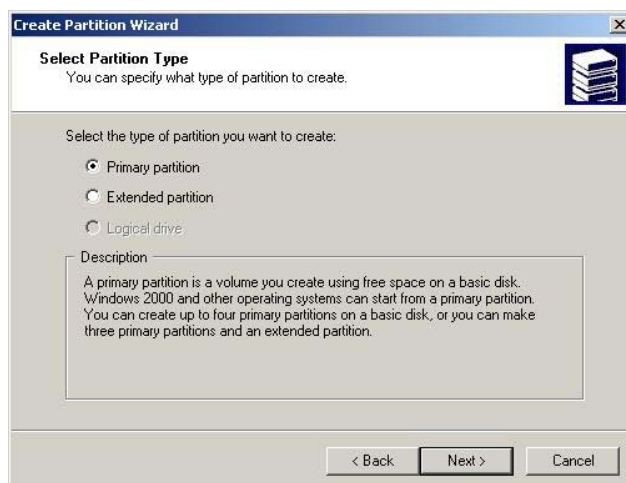 Create Partition Wizard
Select Partition Type
You can specify what type of partition to create.
Select the type of partition you want to create:
Primary partition
Extended partition
Logical drive
Description
A primary partition is a volume you create using free space on a basic disk.
Windows 2000 and other operating systems can start from a primary partition.
You can create up to four primary partitions on a basic disk, or you can make
three primary partitions and an extended partition.
< Back Next > Cancel